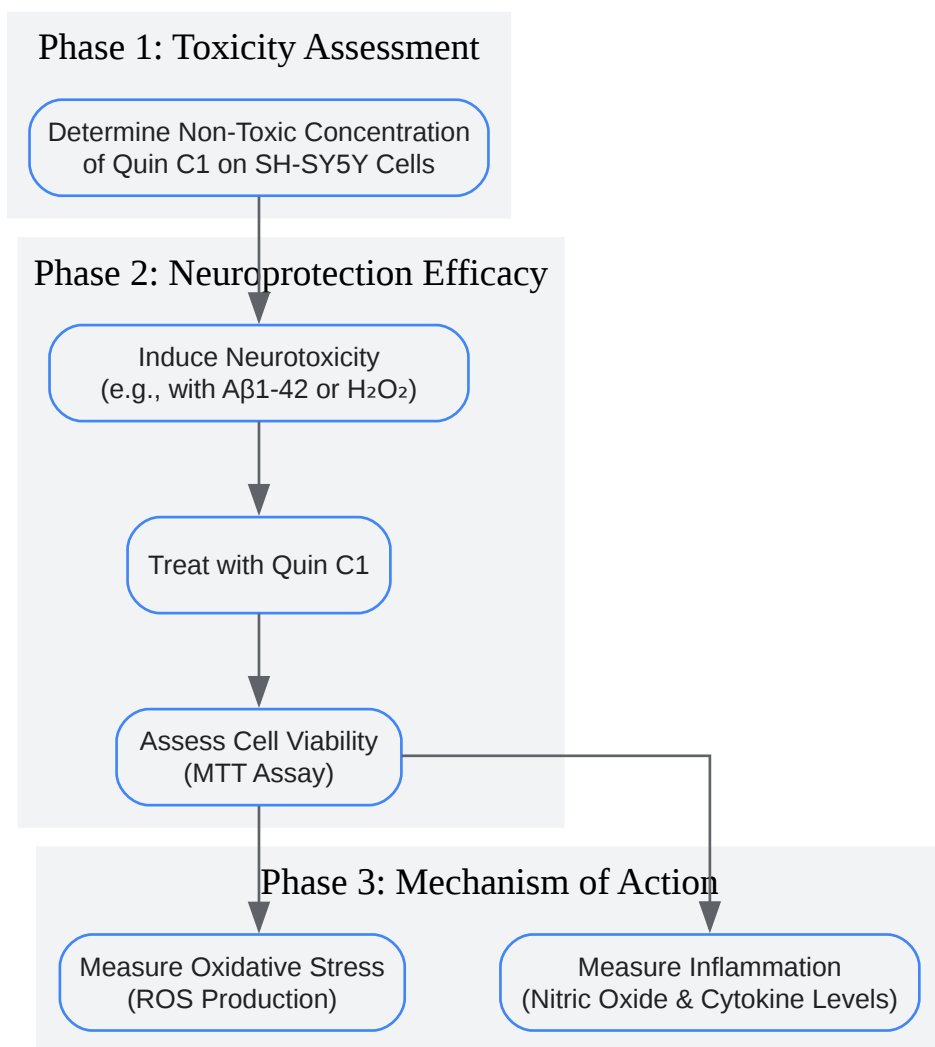 Phase 1: Toxicity Assessment
Determine Non-Toxic Concentration
of Quin C1 on SH-SY5Y Cells
Phase 2: Neuroprotection Efficacy
Induce Neurotoxicity
(e.g., with Aβ1-42 or H₂O₂)
Treat with Quin C1
Assess Cell Viability
(MTT Assay)
Phase 3: Mechanism of Action
Measure Oxidative Stress
(ROS Production)
Measure Inflammation
(Nitric Oxide & Cytokine Levels)